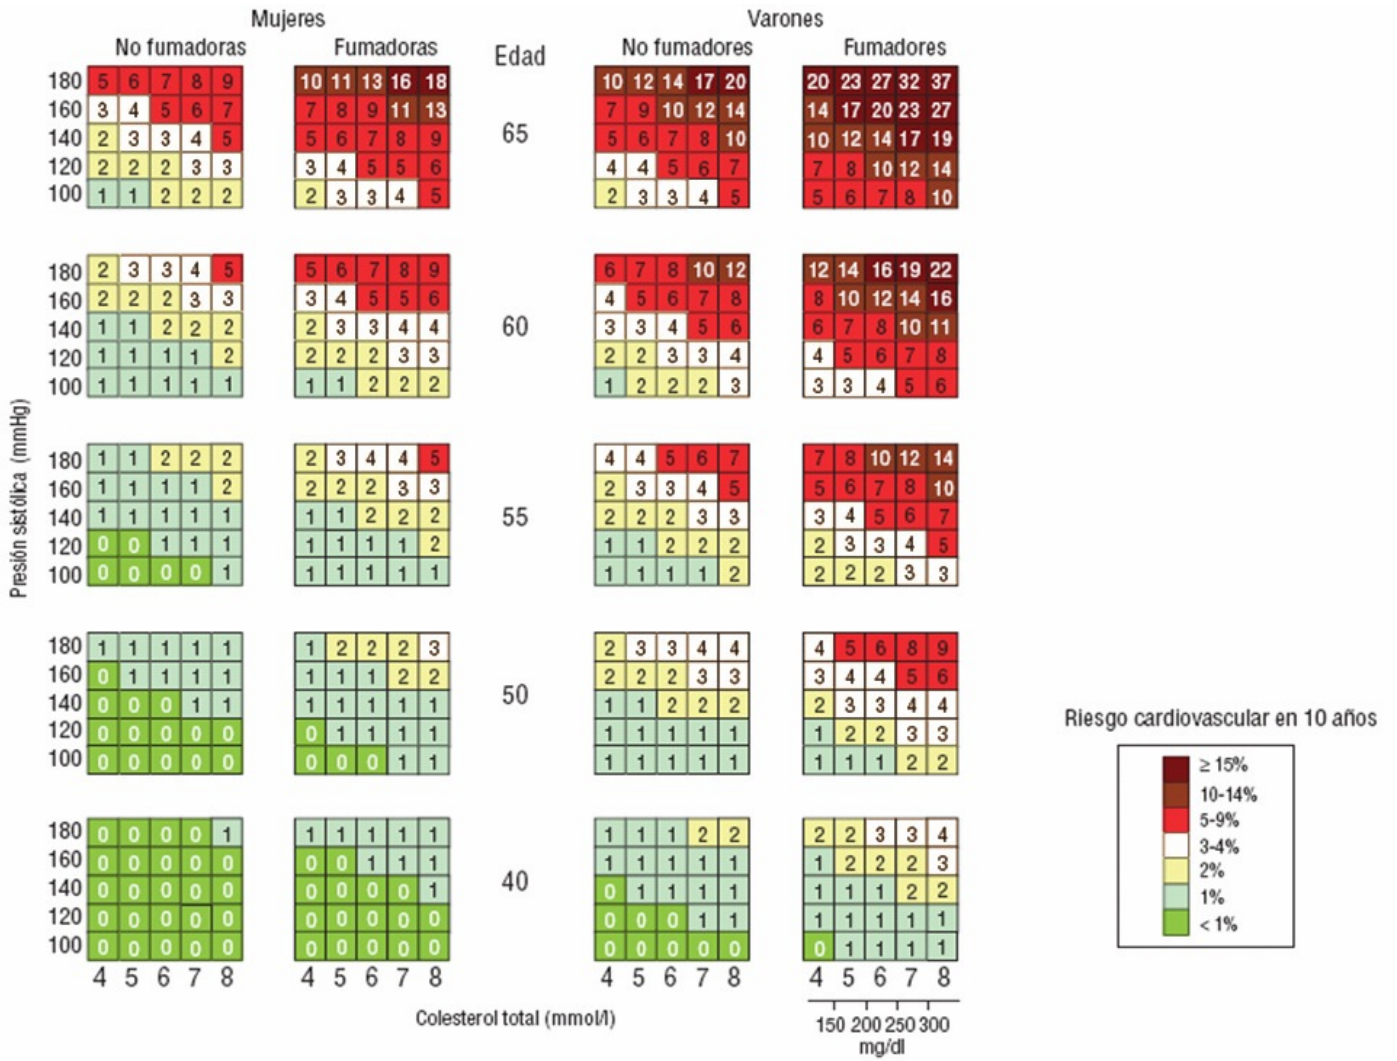 Mujeres Varones
No fumadoras Fumadoras Edad No fumadores Fumadores
180 5 6 7 8 9 10 11 13 16 18 10 12 14 17 20 20 23 27 32 37
160 3 4 5 6 7 7 8 9 11 13 7 9 10 12 14 14 17 20 23 27
140 2 3 3 4 5 5 6 7 8 9 65 5 6 7 8 10 10 12 14 17 19
120 2 2 2 3 3 3 4 5 5 6 4 4 5 6 7 7 8 10 12 14
100 1 1 2 2 2 2 3 3 4 5 2 3 3 4 5 5 6 7 8 10
180 2 3 3 4 5 5 6 7 8 9 6 7 8 10 12 12 14 16 19 22
160 2 2 2 3 3 3 4 5 5 6 4 5 6 7 8 8 10 12 14 16
140 1 1 2 2 2 2 3 3 4 4 60 3 3 4 5 6 6 7 8 10 11
120 1 1 1 1 2 2 2 2 3 3 2 2 3 3 4 4 5 6 7 8
100 1 1 1 1 1 1 1 2 2 2 1 2 2 2 3 3 3 4 5 6
180 1 1 2 2 2 2 3 4 4 5 4 4 5 6 7 7 8 10 12 14
160 1 1 1 1 2 2 2 2 3 3 2 3 3 4 5 5 6 7 8 10
140 1 1 1 1 1 1 1 2 2 2 55 2 2 2 3 3 3 4 5 6 7
120 0 0 1 1 1 1 1 1 1 2 1 1 2 2 2 2 3 3 4 5
100 0 0 0 0 1 1 1 1 1 1 1 1 1 1 2 2 2 2 3 3
180 1 1 1 1 1 1 2 2 2 3 2 3 3 4 4 4 5 6 8 9
160 0 1 1 1 1 1 1 1 2 2 2 2 2 3 3 3 4 4 5 6
140 0 0 0 1 1 1 1 1 1 1 50 1 1 2 2 2 2 3 3 4 4
120 0 0 0 0 0 0 1 1 1 1 1 1 1 1 1 1 2 2 3 3
100 0 0 0 0 0 0 0 0 1 1 1 1 1 1 1 1 1 1 2 2
180 0 0 0 0 1 1 1 1 1 1 1 1 1 2 2 2 2 3 3 4
160 0 0 0 0 0 0 0 1 1 1 1 1 1 1 1 1 2 2 2 3
140 0 0 0 0 0 0 0 0 0 1 40 0 1 1 1 1 1 1 1 2 2
120 0 0 0 0 0 0 0 0 0 0 0 0 0 1 1 1 1 1 1 1
100 0 0 0 0 0 0 0 0 0 0 0 0 0 0 0 0 1 1 1 1
4 5 6 7 8 4 5 6 7 8 4 5 6 7 8
Presión sistólica (mmHg)
Colesterol total (mmol/l)
150 200 250 300
mg/dl
Riesgo cardiovascular en 10 años
≥ 15%
10-14%
5-9%
3-4%
2%
1%
< 1%